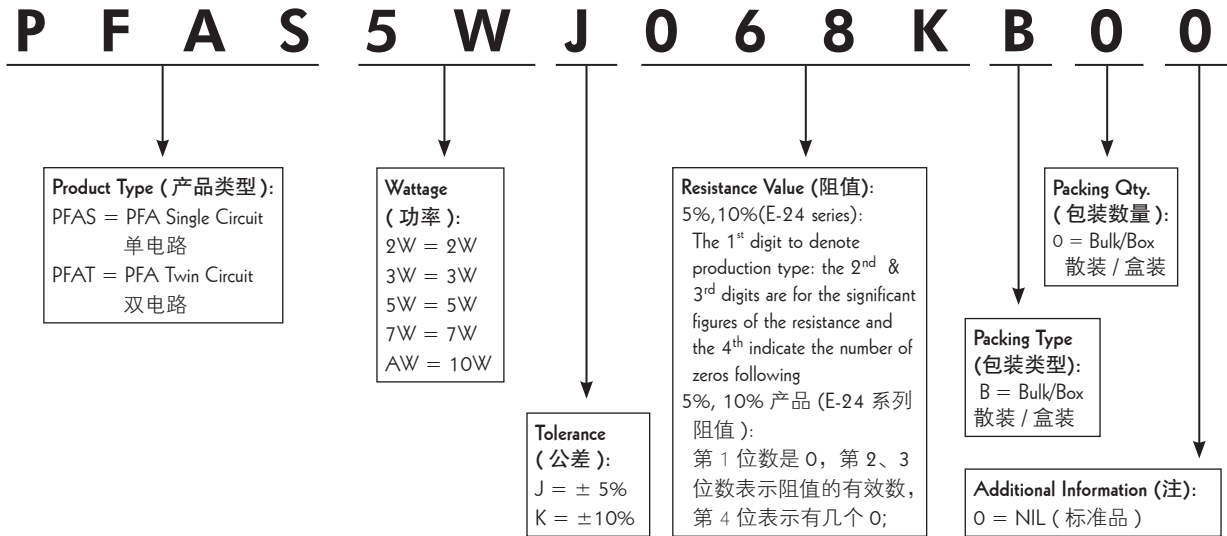 P F A S 5 W J 0 6 8 K B 0 0
Product Type ( 产品类型 ):
PFAS = PFA Single Circuit
单电路
PFAT = PFA Twin Circuit
双电路
Wattage
( 功率 ):
2W = 2W
3W = 3W
5W = 5W
7W = 7W
AW = 10W
Tolerance
( 公差 ):
J = ± 5%
K = ±10%
Resistance Value (阻值):
5%,10%(E-24 series):
The 1st digit to denote
production type: the 2nd &
3rd digits are for the significant
figures of the resistance and
the 4th indicate the number of
zeros following
5%, 10% 产品 (E-24 系列
阻值 ):
第 1 位数是 0，第 2、3
位数表示阻值的有效数，
第 4 位表示有几个 0;
Packing Type
(包装类型):
B = Bulk/Box
散装 / 盒装
Packing Qty.
( 包装数量 ):
0 = Bulk/Box
散装 / 盒装
Additional Information (注):
0 = NIL ( 标准品 )